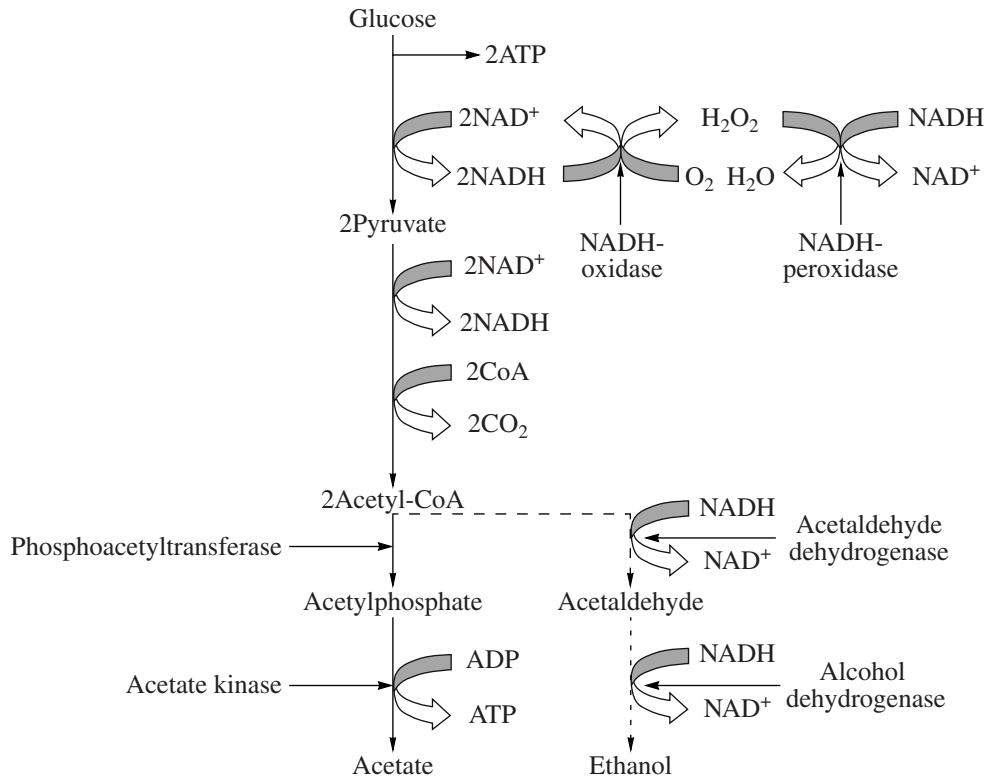 Glucose
2ATP
2NAD⁺
H₂O₂
NADH
2NADH
O₂
H₂O
NAD⁺
2Pyruvate
NADH-
oxidase
NADH-
peroxidase
2NAD⁺
2NADH
2CoA
2CO₂
2Acetyl-CoA
NADH
Phosphoacetyltransferase
NAD⁺
Acetaldehyde
dehydrogenase
Acetylphosphate
Acetaldehyde
ADP
NADH
Acetate kinase
ATP
NAD⁺
Alcohol
dehydrogenase
Acetate
Ethanol